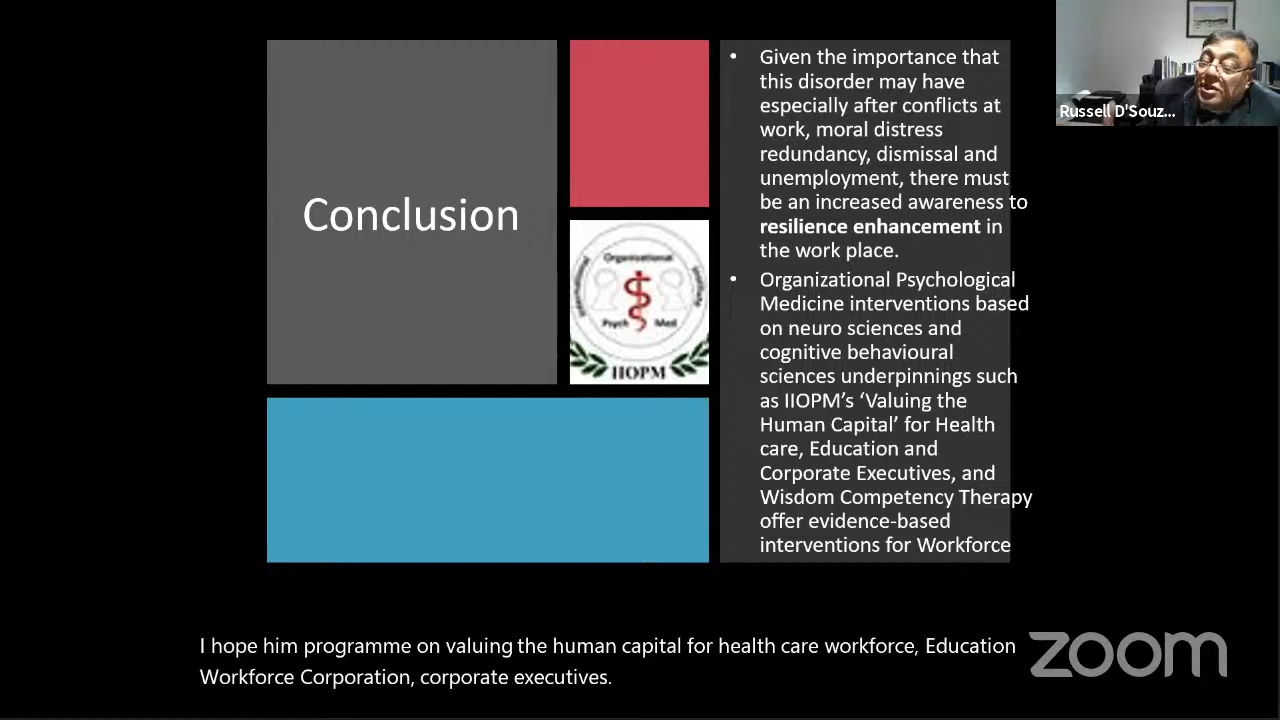 Russell D'Souz...
Conclusion
Organisational
Psych Med
IIOPM
• Given the importance that
this disorder may have
especially after conflicts at
work, moral distress
redundancy, dismissal and
unemployment, there must
be an increased awareness to
resilience enhancement in
the work place.
• Organizational Psychological
Medicine interventions based
on neuro sciences and
cognitive behavioural
sciences underpinnings such
as IIOPM’s ‘Valuing the
Human Capital’ for Health
care, Education and
Corporate Executives, and
Wisdom Competency Therapy
offer evidence-based
interventions for Workforce
I hope him programme on valuing the human capital for health care workforce, Education
Workforce Corporation, corporate executives.
zoom